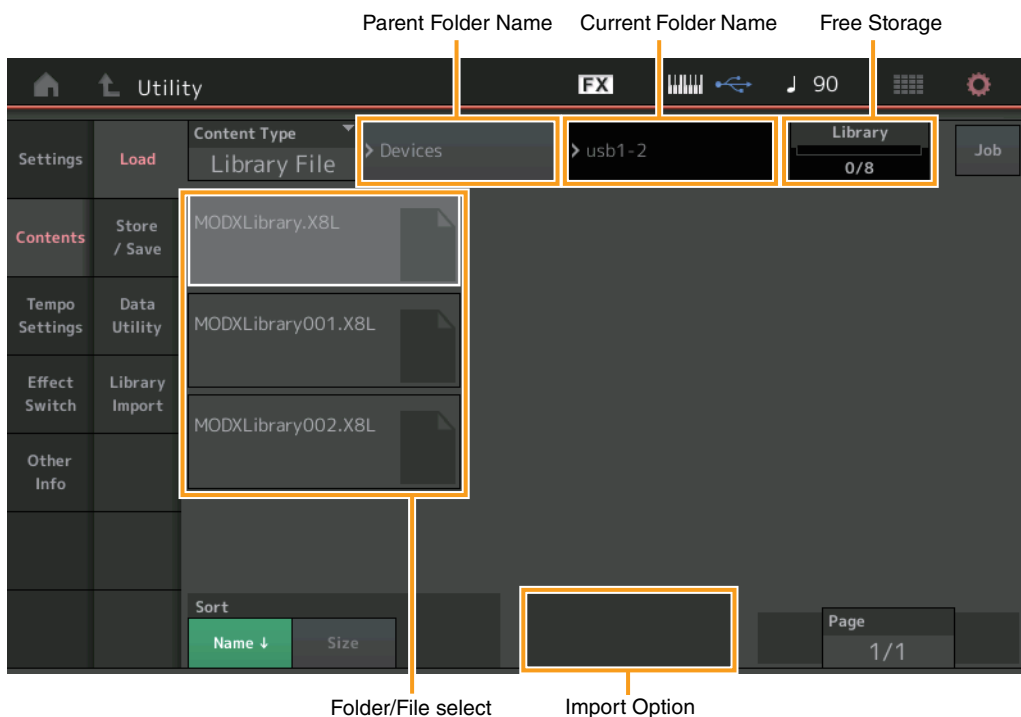 Parent Folder Name Current Folder Name Free Storage
Utility FX 90
Settings
Load
Content Type
Library File
Devices
usb1-2
Library
0/8
Job
Contents
Store
/ Save
MODXLibrary.X8L
Tempo
Settings
Data
Utility
MODXLibrary001.X8L
Effect
Switch
Library
Import
MODXLibrary002.X8L
Other
Info
Sort
Name ↓
Size
Page
1/1
Folder/File select Import Option